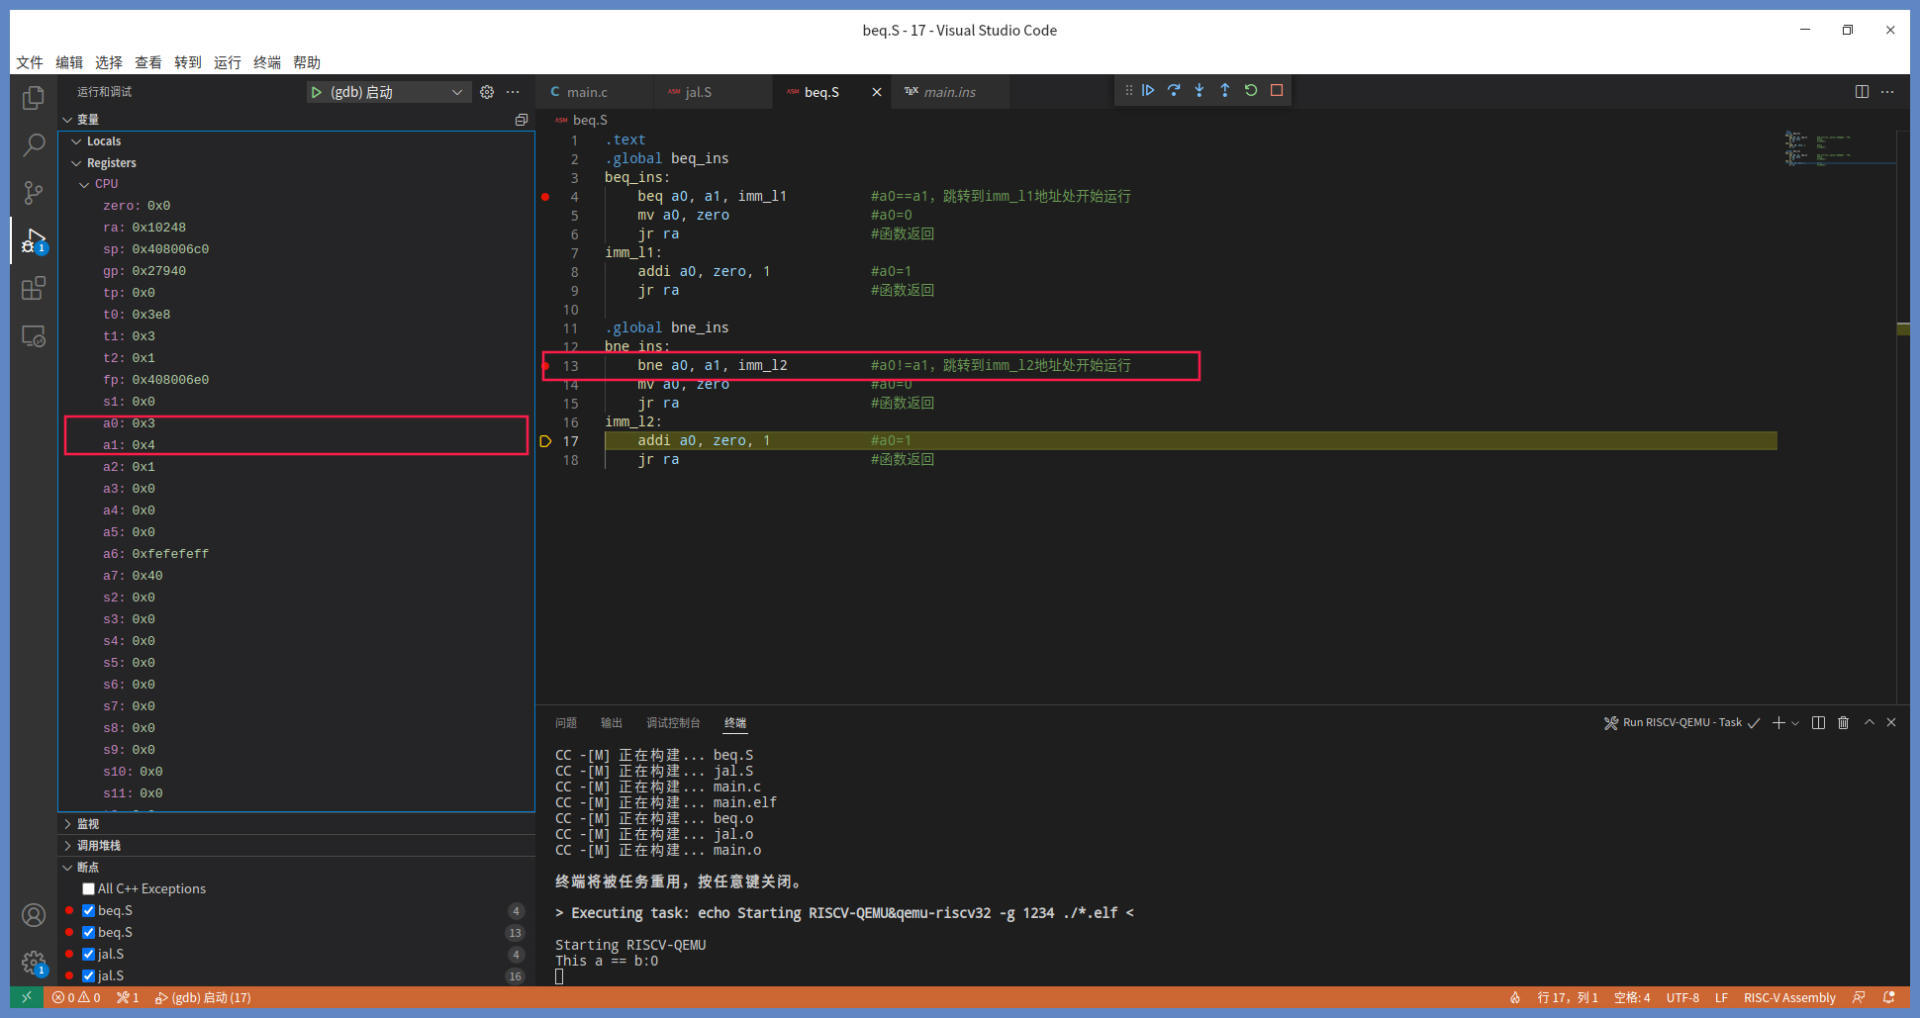 beq.S - 17 - Visual Studio Code
文件 编辑 选择 查看 转到 运行 终端 帮助
运行和调试 (gdb) 启动
变量
Locals
Registers
CPU
zero: 0x0
ra: 0x10248
sp: 0x408006c0
gp: 0x27940
tp: 0x0
t0: 0x3e8
t1: 0x3
t2: 0x1
fp: 0x408006e0
s1: 0x0
a0: 0x3
a1: 0x4
a2: 0x1
a3: 0x0
a4: 0x0
a5: 0x0
a6: 0xfefefeff
a7: 0x40
s2: 0x0
s3: 0x0
s4: 0x0
s5: 0x0
s6: 0x0
s7: 0x0
s8: 0x0
s9: 0x0
s10: 0x0
s11: 0x0
监视
调用堆栈
断点
All C++ Exceptions
beq.S 4
beq.S 13
jal.S 4
jal.S 16
C main.c ASM jal.S ASM beq.S TEX main.ins
ASM beq.S
1 .text
2 .global beq_ins
3 beq_ins:
4 beq a0, a1, imm_l1 #a0==a1, 跳转到imm_l1地址处开始运行
5 mv a0, zero #a0=0
6 jr ra #函数返回
7 imm_l1:
8 addi a0, zero, 1 #a0=1
9 jr ra #函数返回
10
11 .global bne_ins
12 bne_ins:
13 bne a0, a1, imm_l2 #a0!=a1, 跳转到imm_l2地址处开始运行
14 mv a0, zero #a0=0
15 jr ra #函数返回
16 imm_l2:
17 addi a0, zero, 1 #a0=1
18 jr ra #函数返回
问题 输出 调试控制台 终端 Run RISCV-QEMU - Task
CC -[M] 正在构建... beq.S
CC -[M] 正在构建... jal.S
CC -[M] 正在构建... main.c
CC -[M] 正在构建... main.elf
CC -[M] 正在构建... beq.o
CC -[M] 正在构建... jal.o
CC -[M] 正在构建... main.o
终端将被任务重用, 按任意键关闭。
> Executing task: echo Starting RISCV-QEMU&qemu-riscv32 -g 1234 ./*.elf <
Starting RISCV-QEMU
This a == b:0
1
1
0 0 1 (gdb) 启动 (17) 行 17, 列 1 空格: 4 UTF-8 LF RISC-V Assembly